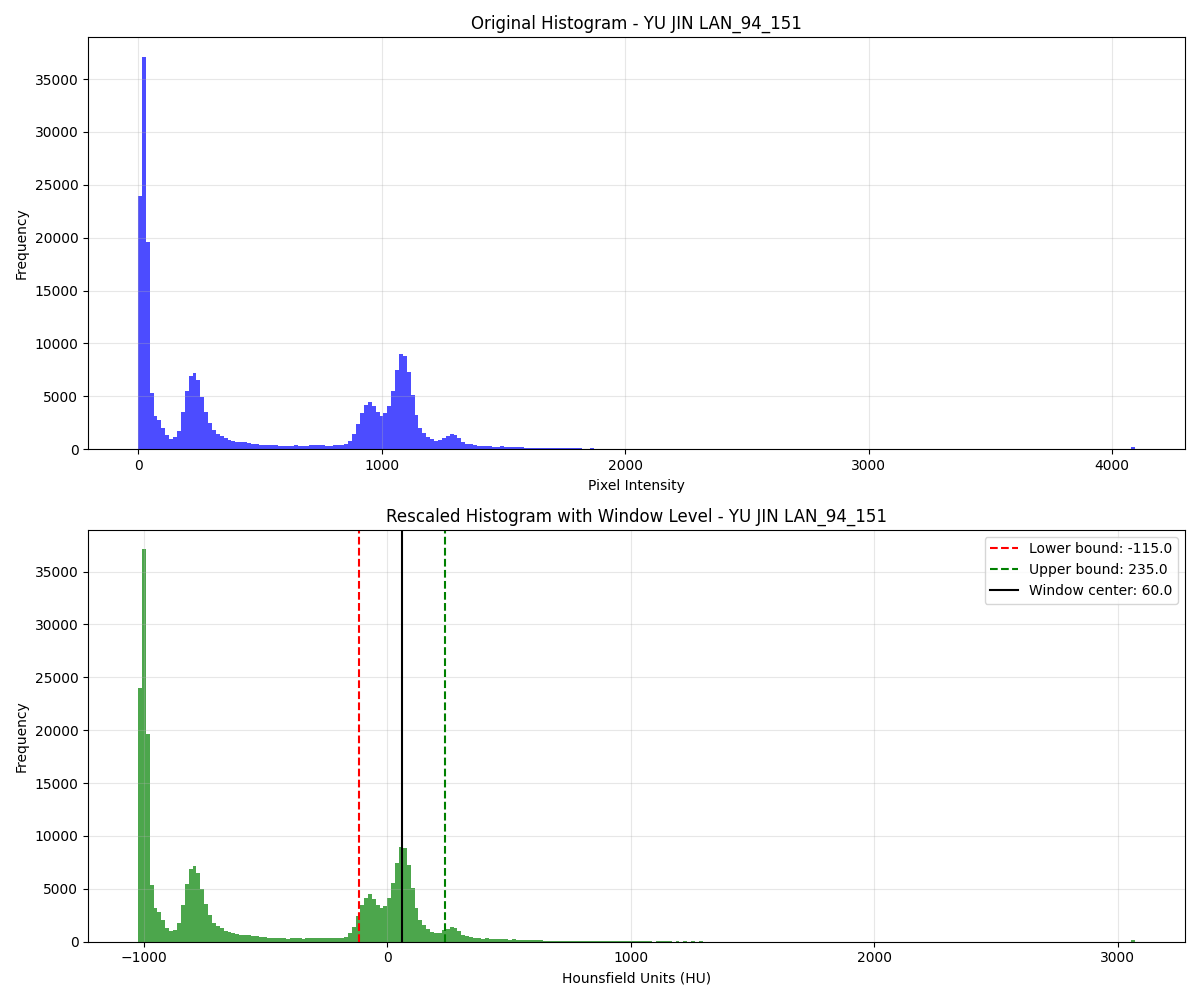 Original Histogram - YU JIN LAN_94_151
Frequency
35000
30000
25000
20000
15000
10000
5000
0
0 1000 2000 3000 4000
Pixel Intensity
Rescaled Histogram with Window Level - YU JIN LAN_94_151
Frequency
35000
30000
25000
20000
15000
10000
5000
0
Lower bound: -115.0
Upper bound: 235.0
Window center: 60.0
−1000 0 1000 2000 3000
Hounsfield Units (HU)